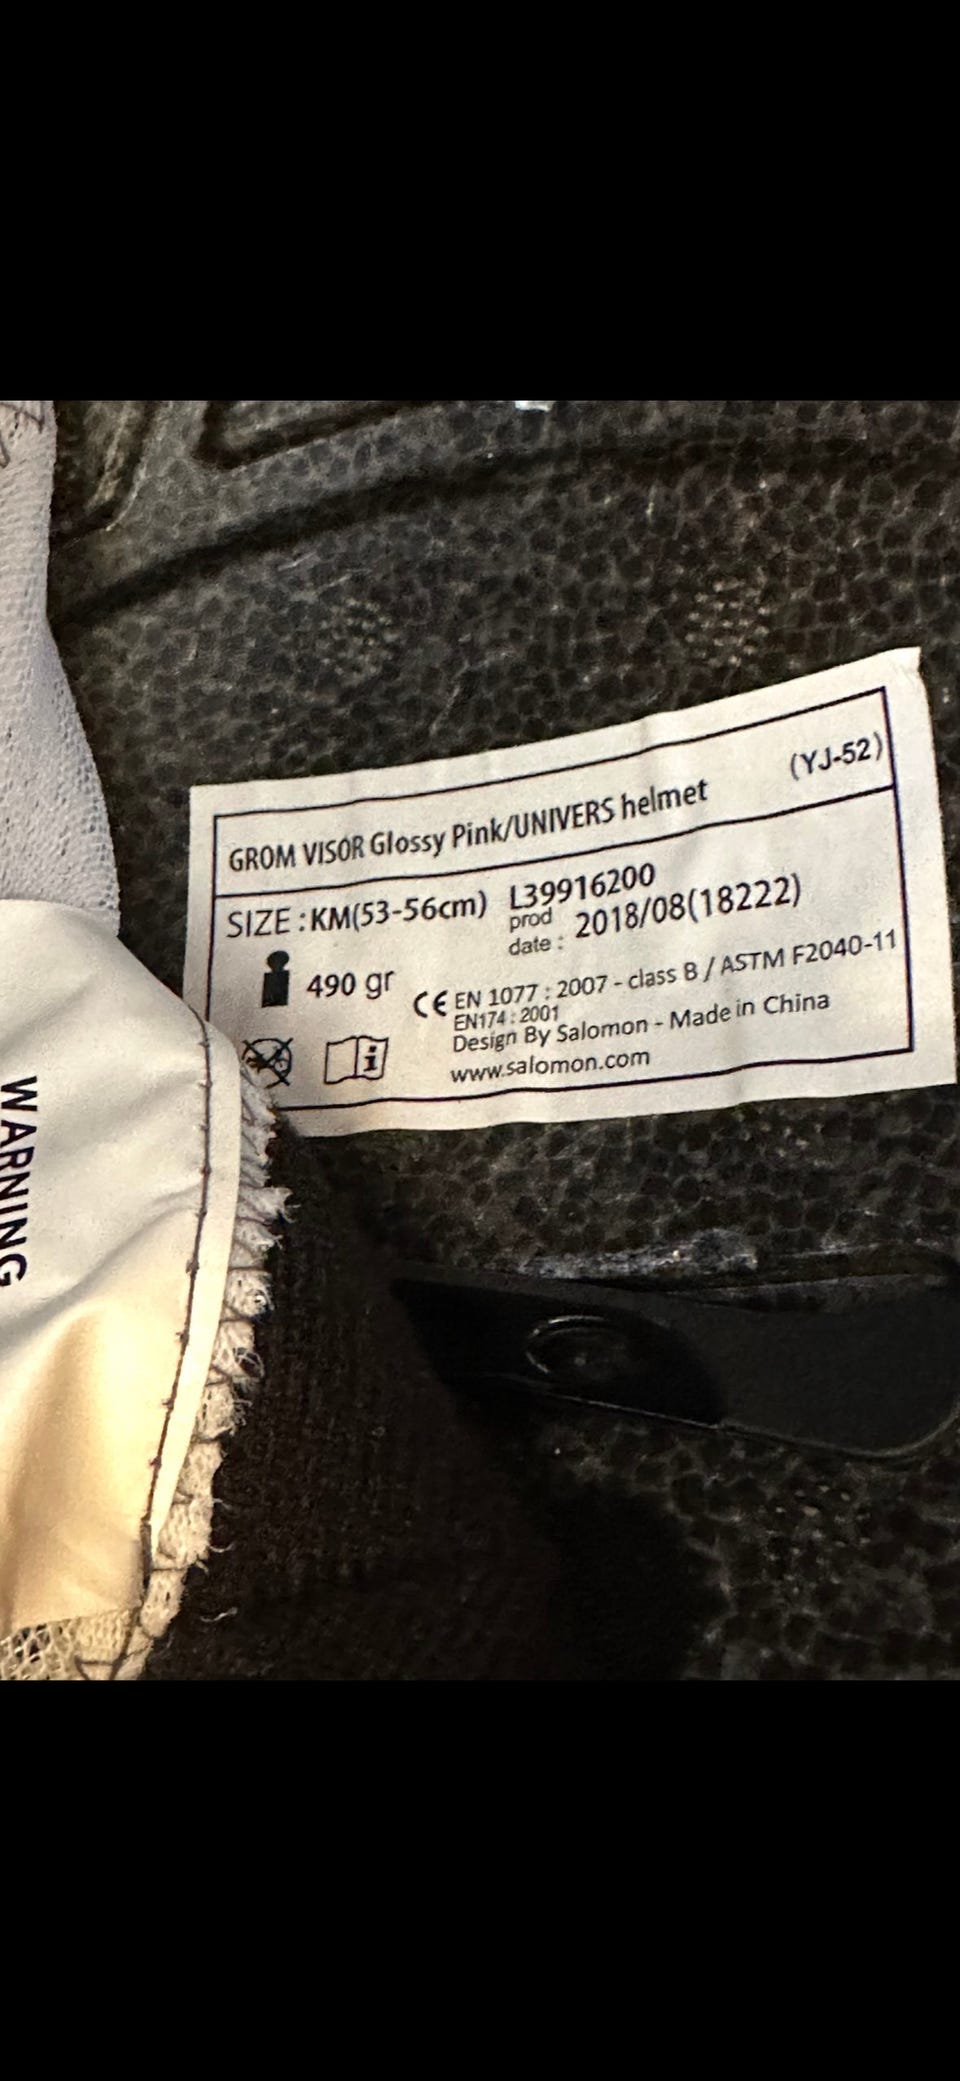 GROM VISOR Glossy Pink/UNIVERS helmet (YJ-52)
SIZE : KM(53-56cm) L39916200
prod date : 2018/08(18222)
490 gr
CE EN 1077 : 2007 - class B / ASTM F2040-11
EN174 : 2001
Design By Salomon - Made in China
www.salomon.com
WARNING